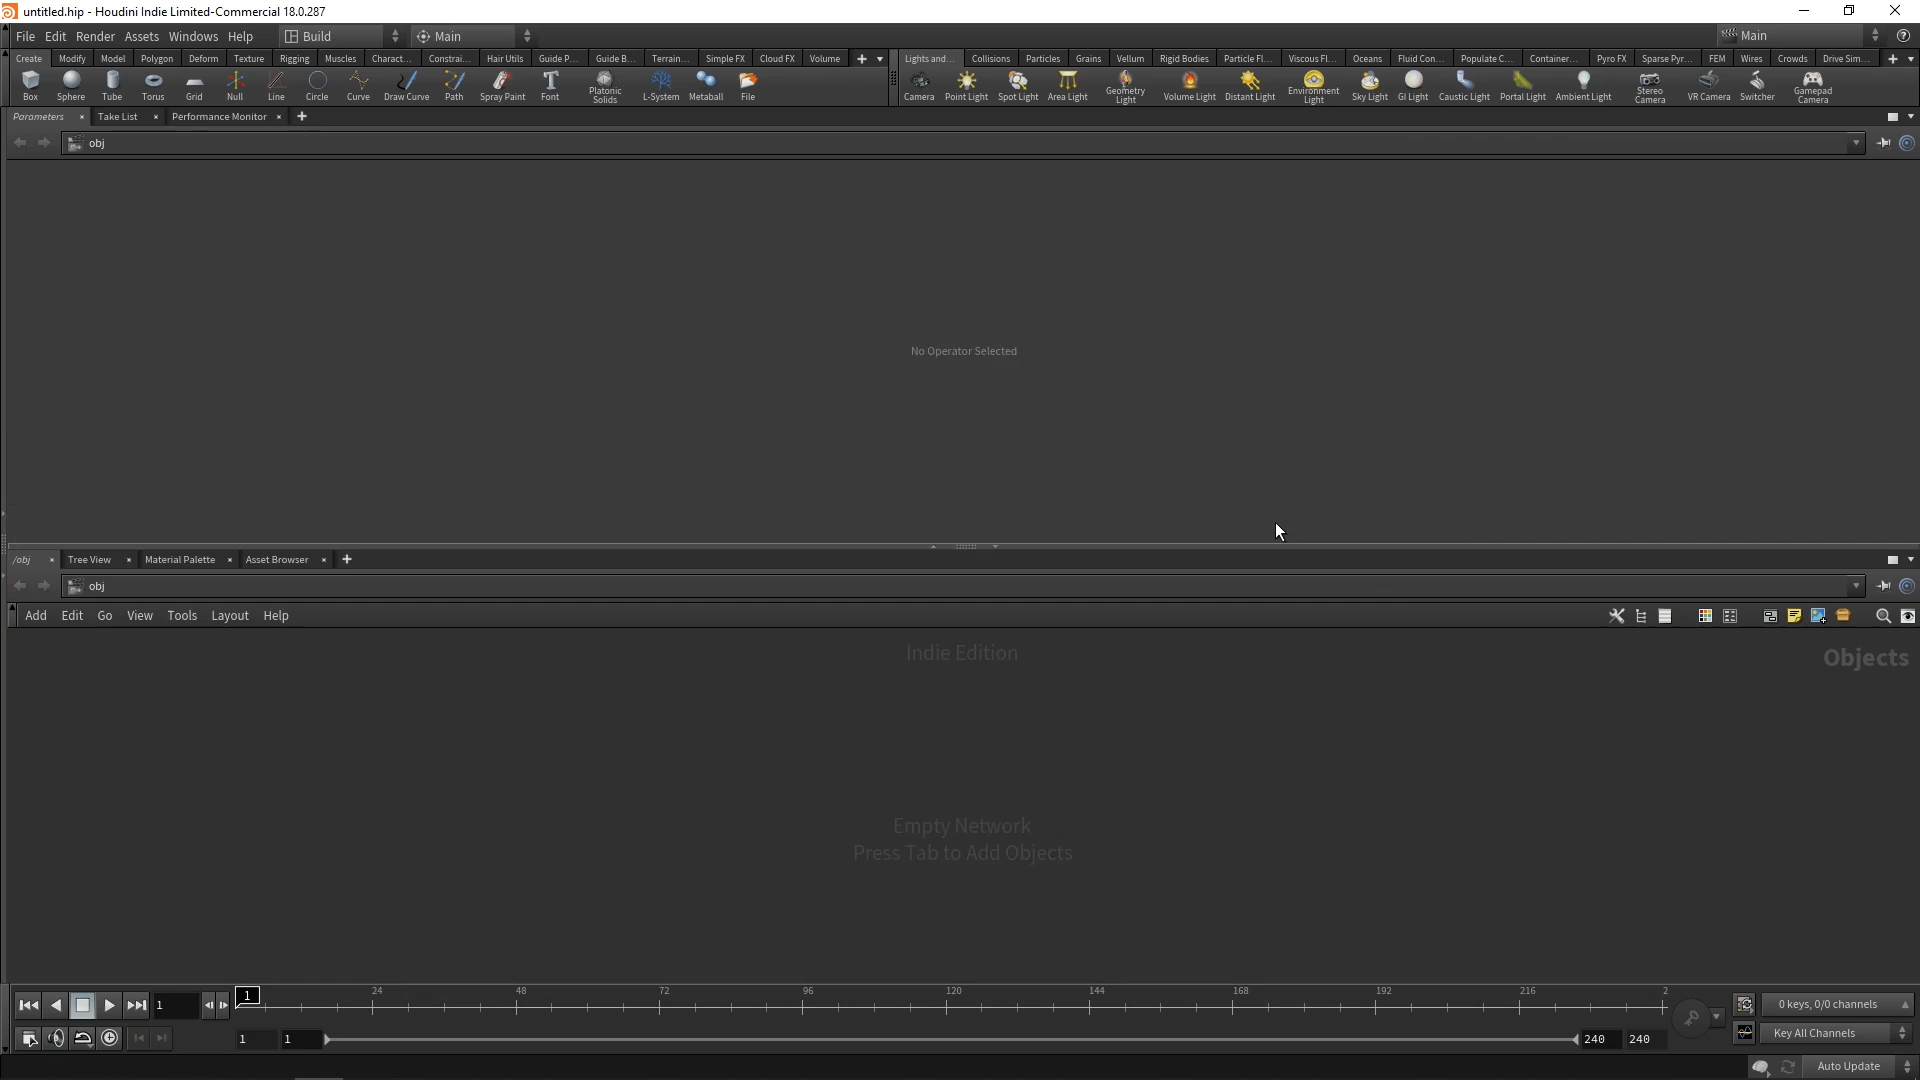 untitled.hip - Houdini Indie Limited-Commercial 18.0.287
File Edit Render Assets Windows Help Build Main Main
Create Modify Model Polygon Deform Texture Rigging Muscles Charact... Constrai... Hair Utils Guide P... Guide B... Terrain... Simple FX Cloud FX Volume
Lights and... Collisions Particles Grains Vellum Rigid Bodies Particle Fl... Viscous Fl... Oceans Fluid Con... Populate C... Container... Pyro FX Sparse Pyr... FEM Wires Crowds Drive Sim...
Box Sphere Tube Torus Grid Null Line Circle Curve Draw Curve Path Spray Paint Font Platonic Solids L-System Metaball File
Camera Point Light Spot Light Area Light Geometry Light Volume Light Distant Light Environment Light Sky Light GI Light Caustic Light Portal Light Ambient Light Stereo Camera VR Camera Switcher Gamepad Camera
Parameters Take List Performance Monitor
obj
No Operator Selected
/obj Tree View Material Palette Asset Browser
obj
Add Edit Go View Tools Layout Help
Indie Edition
Objects
Empty Network
Press Tab to Add Objects
1 1 24 48 72 96 120 144 168 192 216 2 0 keys, 0/0 channels
1 1 240 240 Key All Channels
Auto Update